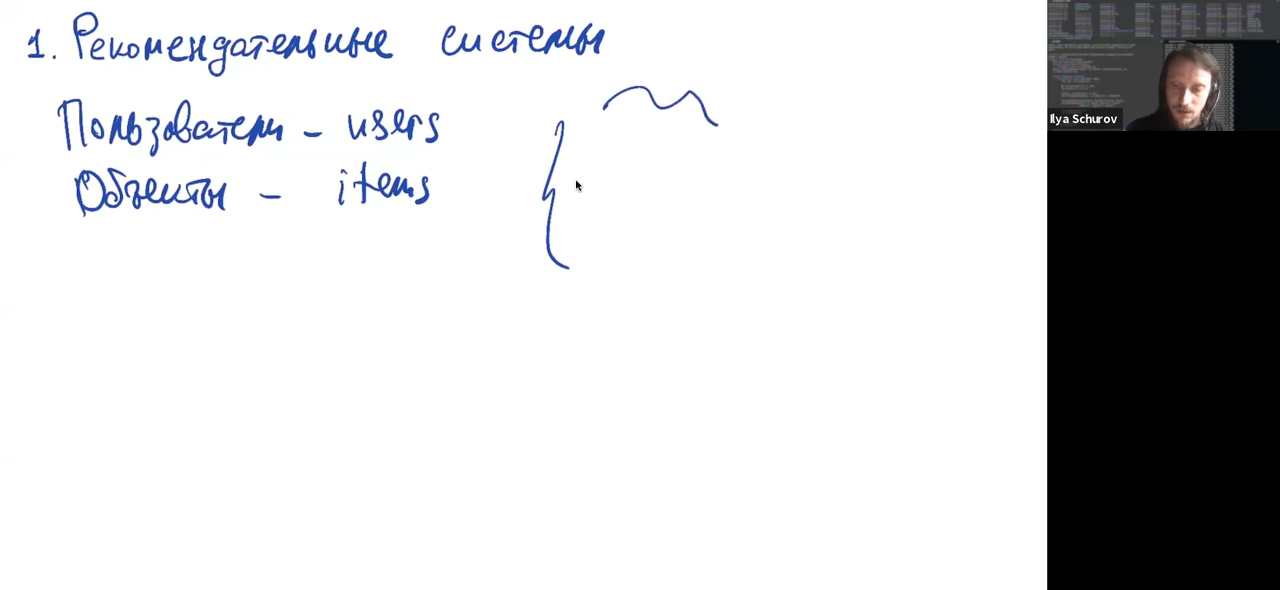 1. Рекомендательные системы
Пользователи - users
Объекты - items
Ilya Schurov